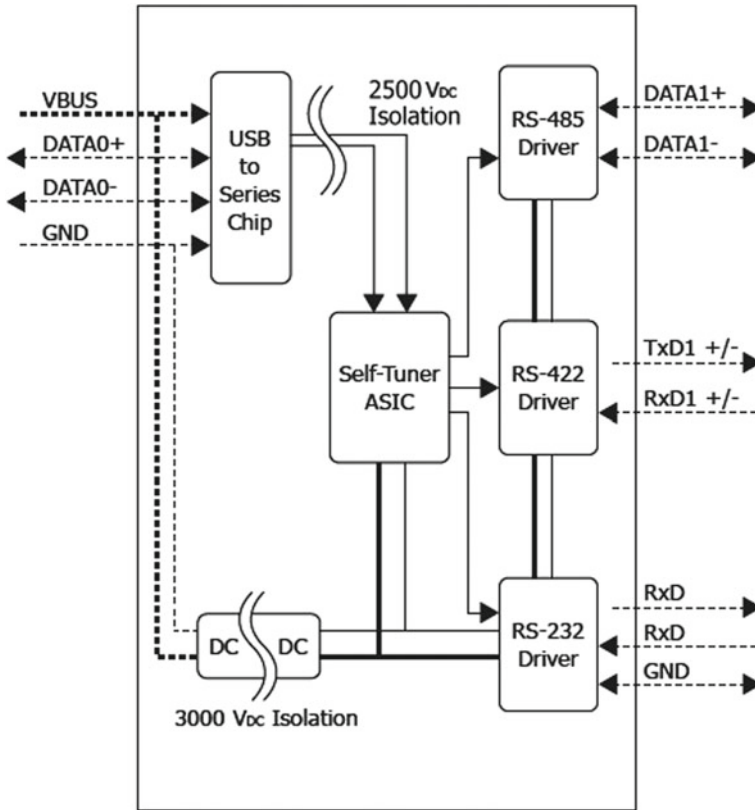 VBUS
DATA0+
DATA0-
GND
USB
to
Series
Chip
2500 VDC
Isolation
RS-485
Driver
DATA1+
DATA1-
Self-Tuner
ASIC
RS-422
Driver
TxD1 +/-
RxD1 +/-
DC DC
3000 VDC Isolation
RS-232
Driver
RxD
RxD
GND